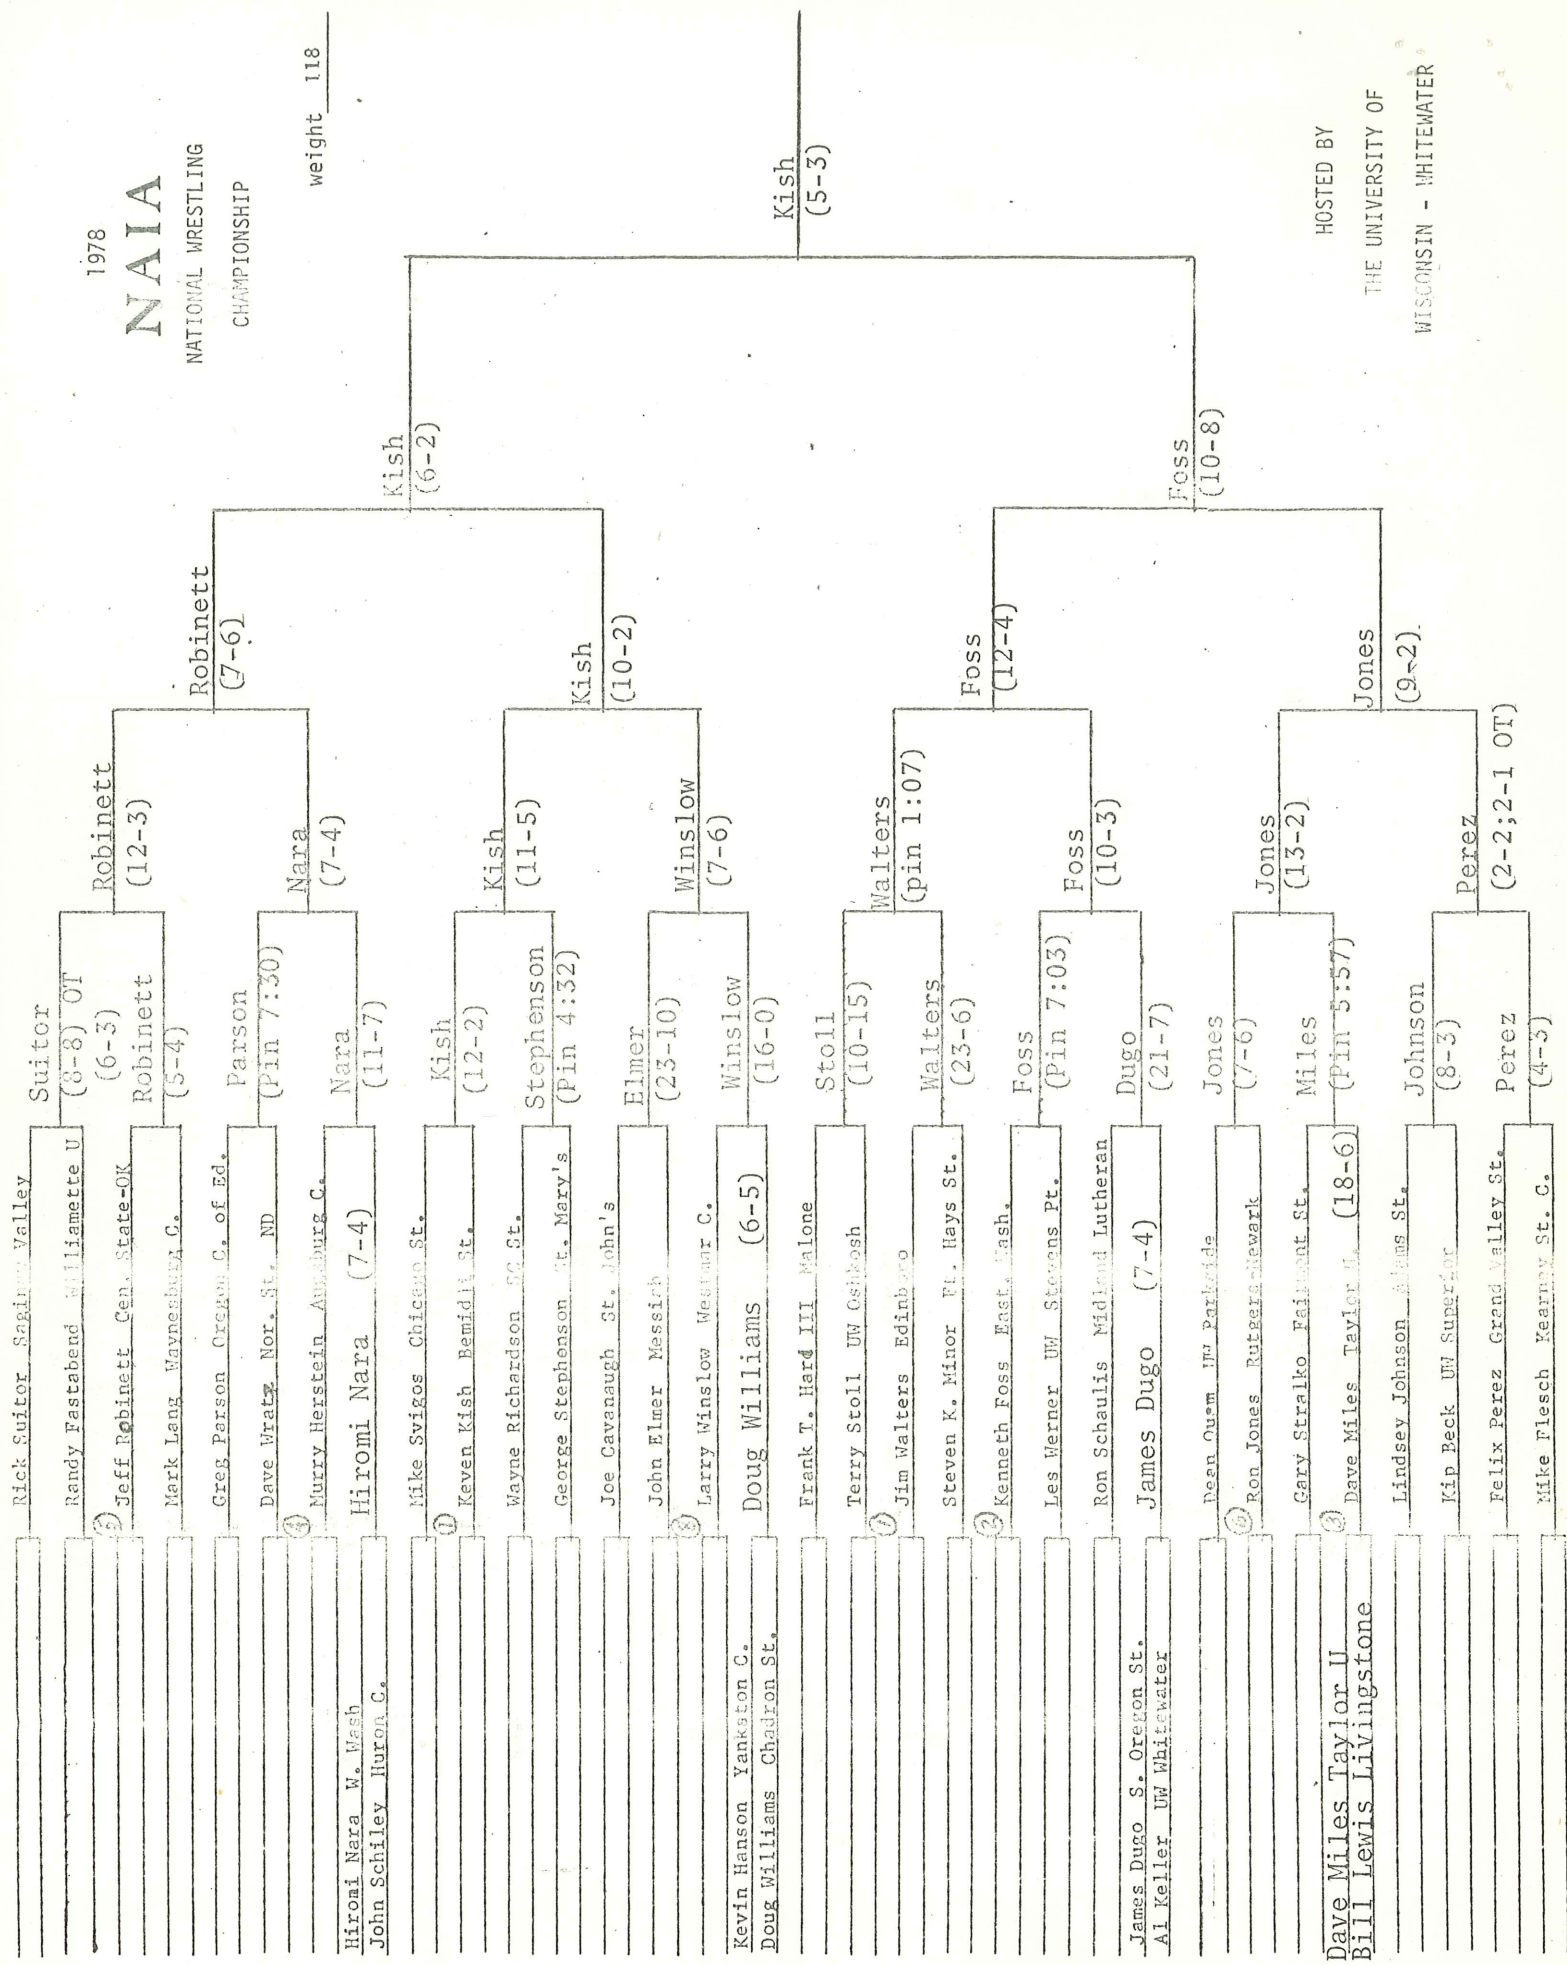 1978
NAIA
NATIONAL WRESTLING
CHAMPIONSHIP
weight 118
Hiromi Nara W. Wash
John Schiley Huron C.
Kevin Hanson Yankston C.
Doug Williams Chadron St.
James Dugo S. Oregon St.
Al Keller UW Whitewater
Dave Miles Taylor U
Bill Lewis Livingstone
Rick Suitor Saginaw Valley
Randy Fastabend Williamette U
5
Jeff Robinett Cen. State-OK
Mark Lang Waynesburg C.
Greg Parson Oregon C. of Ed.
Dave Wratz Nor. St. ND
4
Murry Herstein Augsburg C.
Hiromi Nara (7-4)
Mike Svigos Chicago St.
1
Keven Kish Bemidji St.
Wayne Richardson St.
George Stephenson St. Mary's
Joe Cavanaugh St. John's
John Elmer Messiah
8
Larry Winslow Westmar C.
Doug Williams (6-5)
Frank T. Hard III Malone
Terry Stoll UW Oshkosh
Jim Walters Edinboro
Steven K. Minor Ft. Hays St.
Kenneth Foss East. Wash.
Les Werner UW Stevens Pt.
Ron Schaulis Midland Lutheran
James Dugo (7-4)
Dean UW Parkside
6
Ron Jones Rutgers-Newark
Gary Stralko Fairmont St.
3
Dave Miles Taylor U. (18-6)
Lindsey Johnson Adams St.
Kip Beck UW Superior
Felix Perez Grand Valley St.
Mike Flesch Kearney St. C.
Suitor
(8-8) OT
(6-3)
Robinett
(5-4)
Parson
(Pin 7:30)
Nara
(11-7)
Kish
(12-2)
Stephenson
(Pin 4:32)
Elmer
(23-10)
Winslow
(16-0)
Stoll
(10-15)
Walters
(23-6)
Foss
(Pin 7:03)
Dugo
(21-7)
Jones
(7-6)
Miles
(Pin 5:57)
Johnson
(8-3)
Perez
(4-3)
Robinett
(12-3)
Nara
(7-4)
Kish
(11-5)
Winslow
(7-6)
Walters
(pin 1:07)
Foss
(10-3)
Jones
(13-2)
Perez
(2-2;2-1 OT)
Robinett
(7-6)
Kish
(10-2)
Foss
(12-4)
Jones
(9-2)
Kish
(6-2)
Foss
(10-8)
Kish
(5-3)
HOSTED BY
THE UNIVERSITY OF
WISCONSIN - WHITEWATER